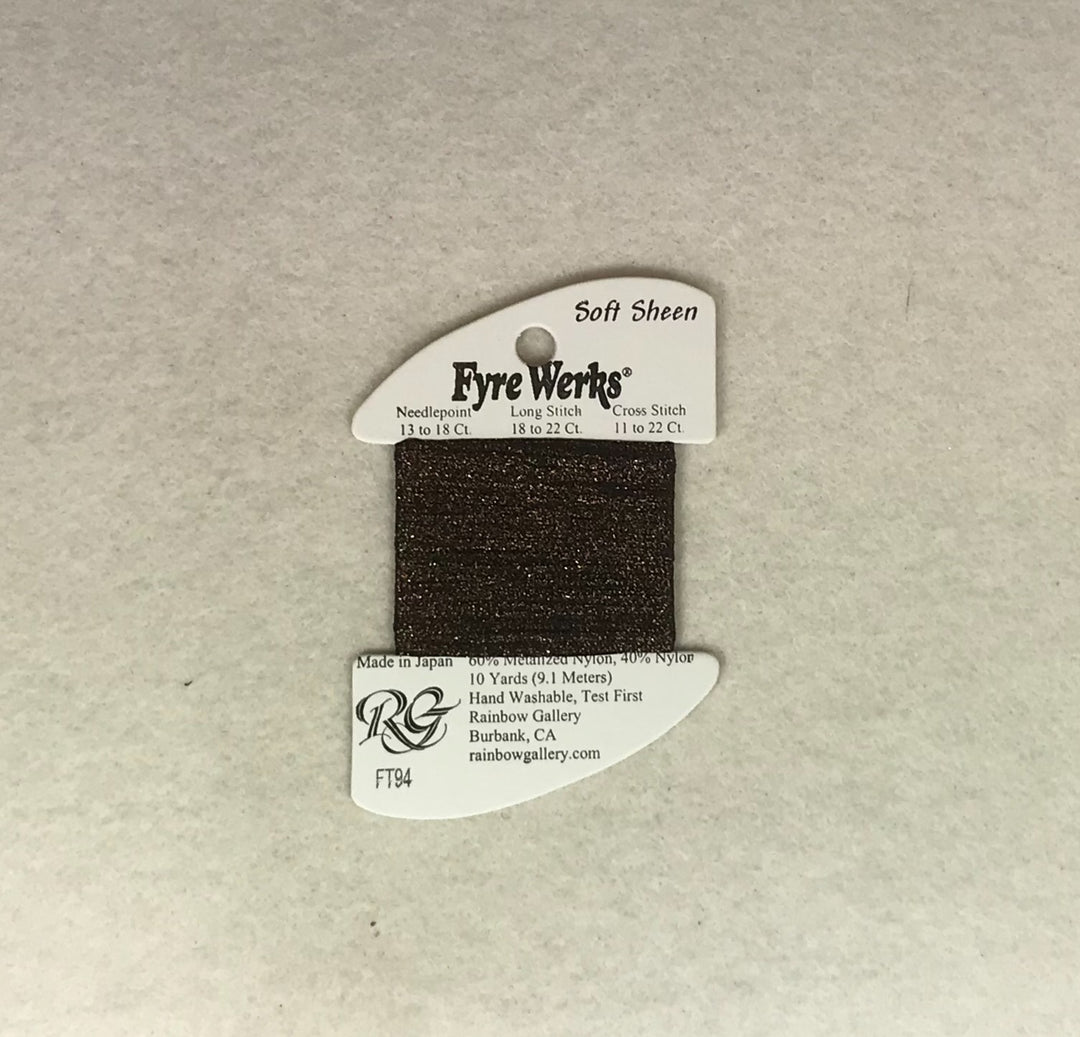 Soft Sheen
Fyre Werks®
Needlepoint Long Stitch Cross Stitch
13 to 18 Ct. 18 to 22 Ct. 11 to 22 Ct.
Made in Japan 60% Metalized Nylon, 40% Nylon
10 Yards (9.1 Meters)
Hand Washable, Test First
RG
Rainbow Gallery
Burbank, CA
rainbowgallery.com
FT94